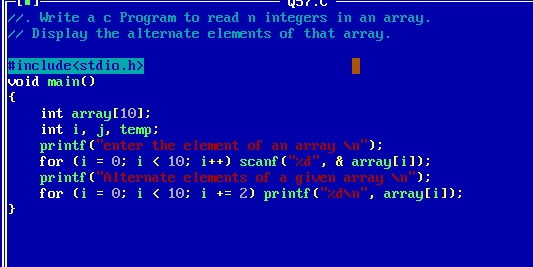 [■] Q57.C
//. Write a c Program to read n integers in an array.
// Display the alternate elements of that array.
#include<stdio.h>
void main()
{
    int array[10];
    int i, j, temp;
    printf("enter the element of an array \n");
    for (i = 0; i < 10; i++) scanf("%d", & array[i]);
    printf("Alternate elements of a given array \n");
    for (i = 0; i < 10; i += 2) printf("%d\n", array[i]);
}